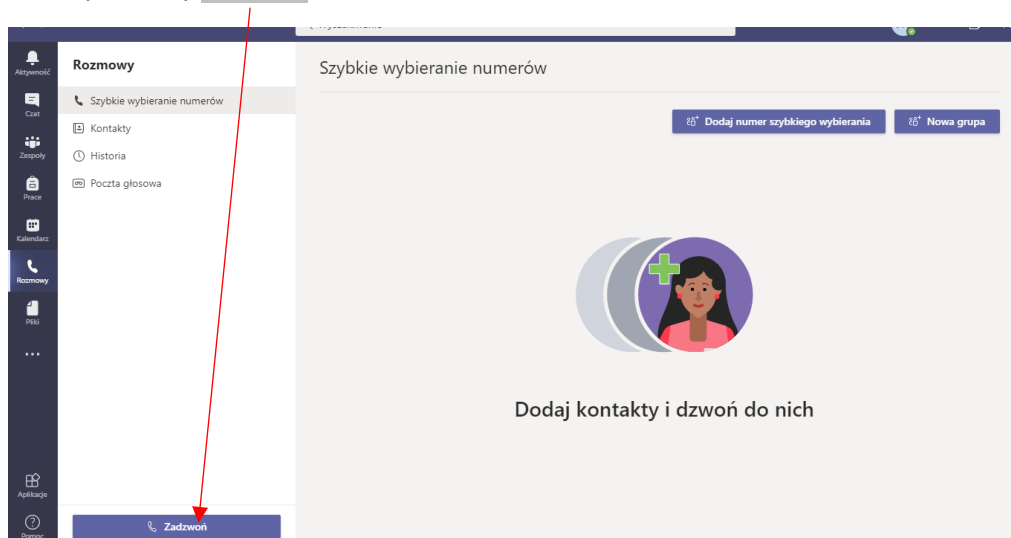 Aktywność
Czat
Zespoły
Prace
Kalendarz
Rozmowy
Pliki
Aplikacje
Pomoc
Rozmowy
Szybkie wybieranie numerów
Kontakty
Historia
Poczta głosowa
Zadzwoń
Szybkie wybieranie numerów
Dodaj numer szybkiego wybierania
Nowa grupa
Dodaj kontakty i dzwoń do nich